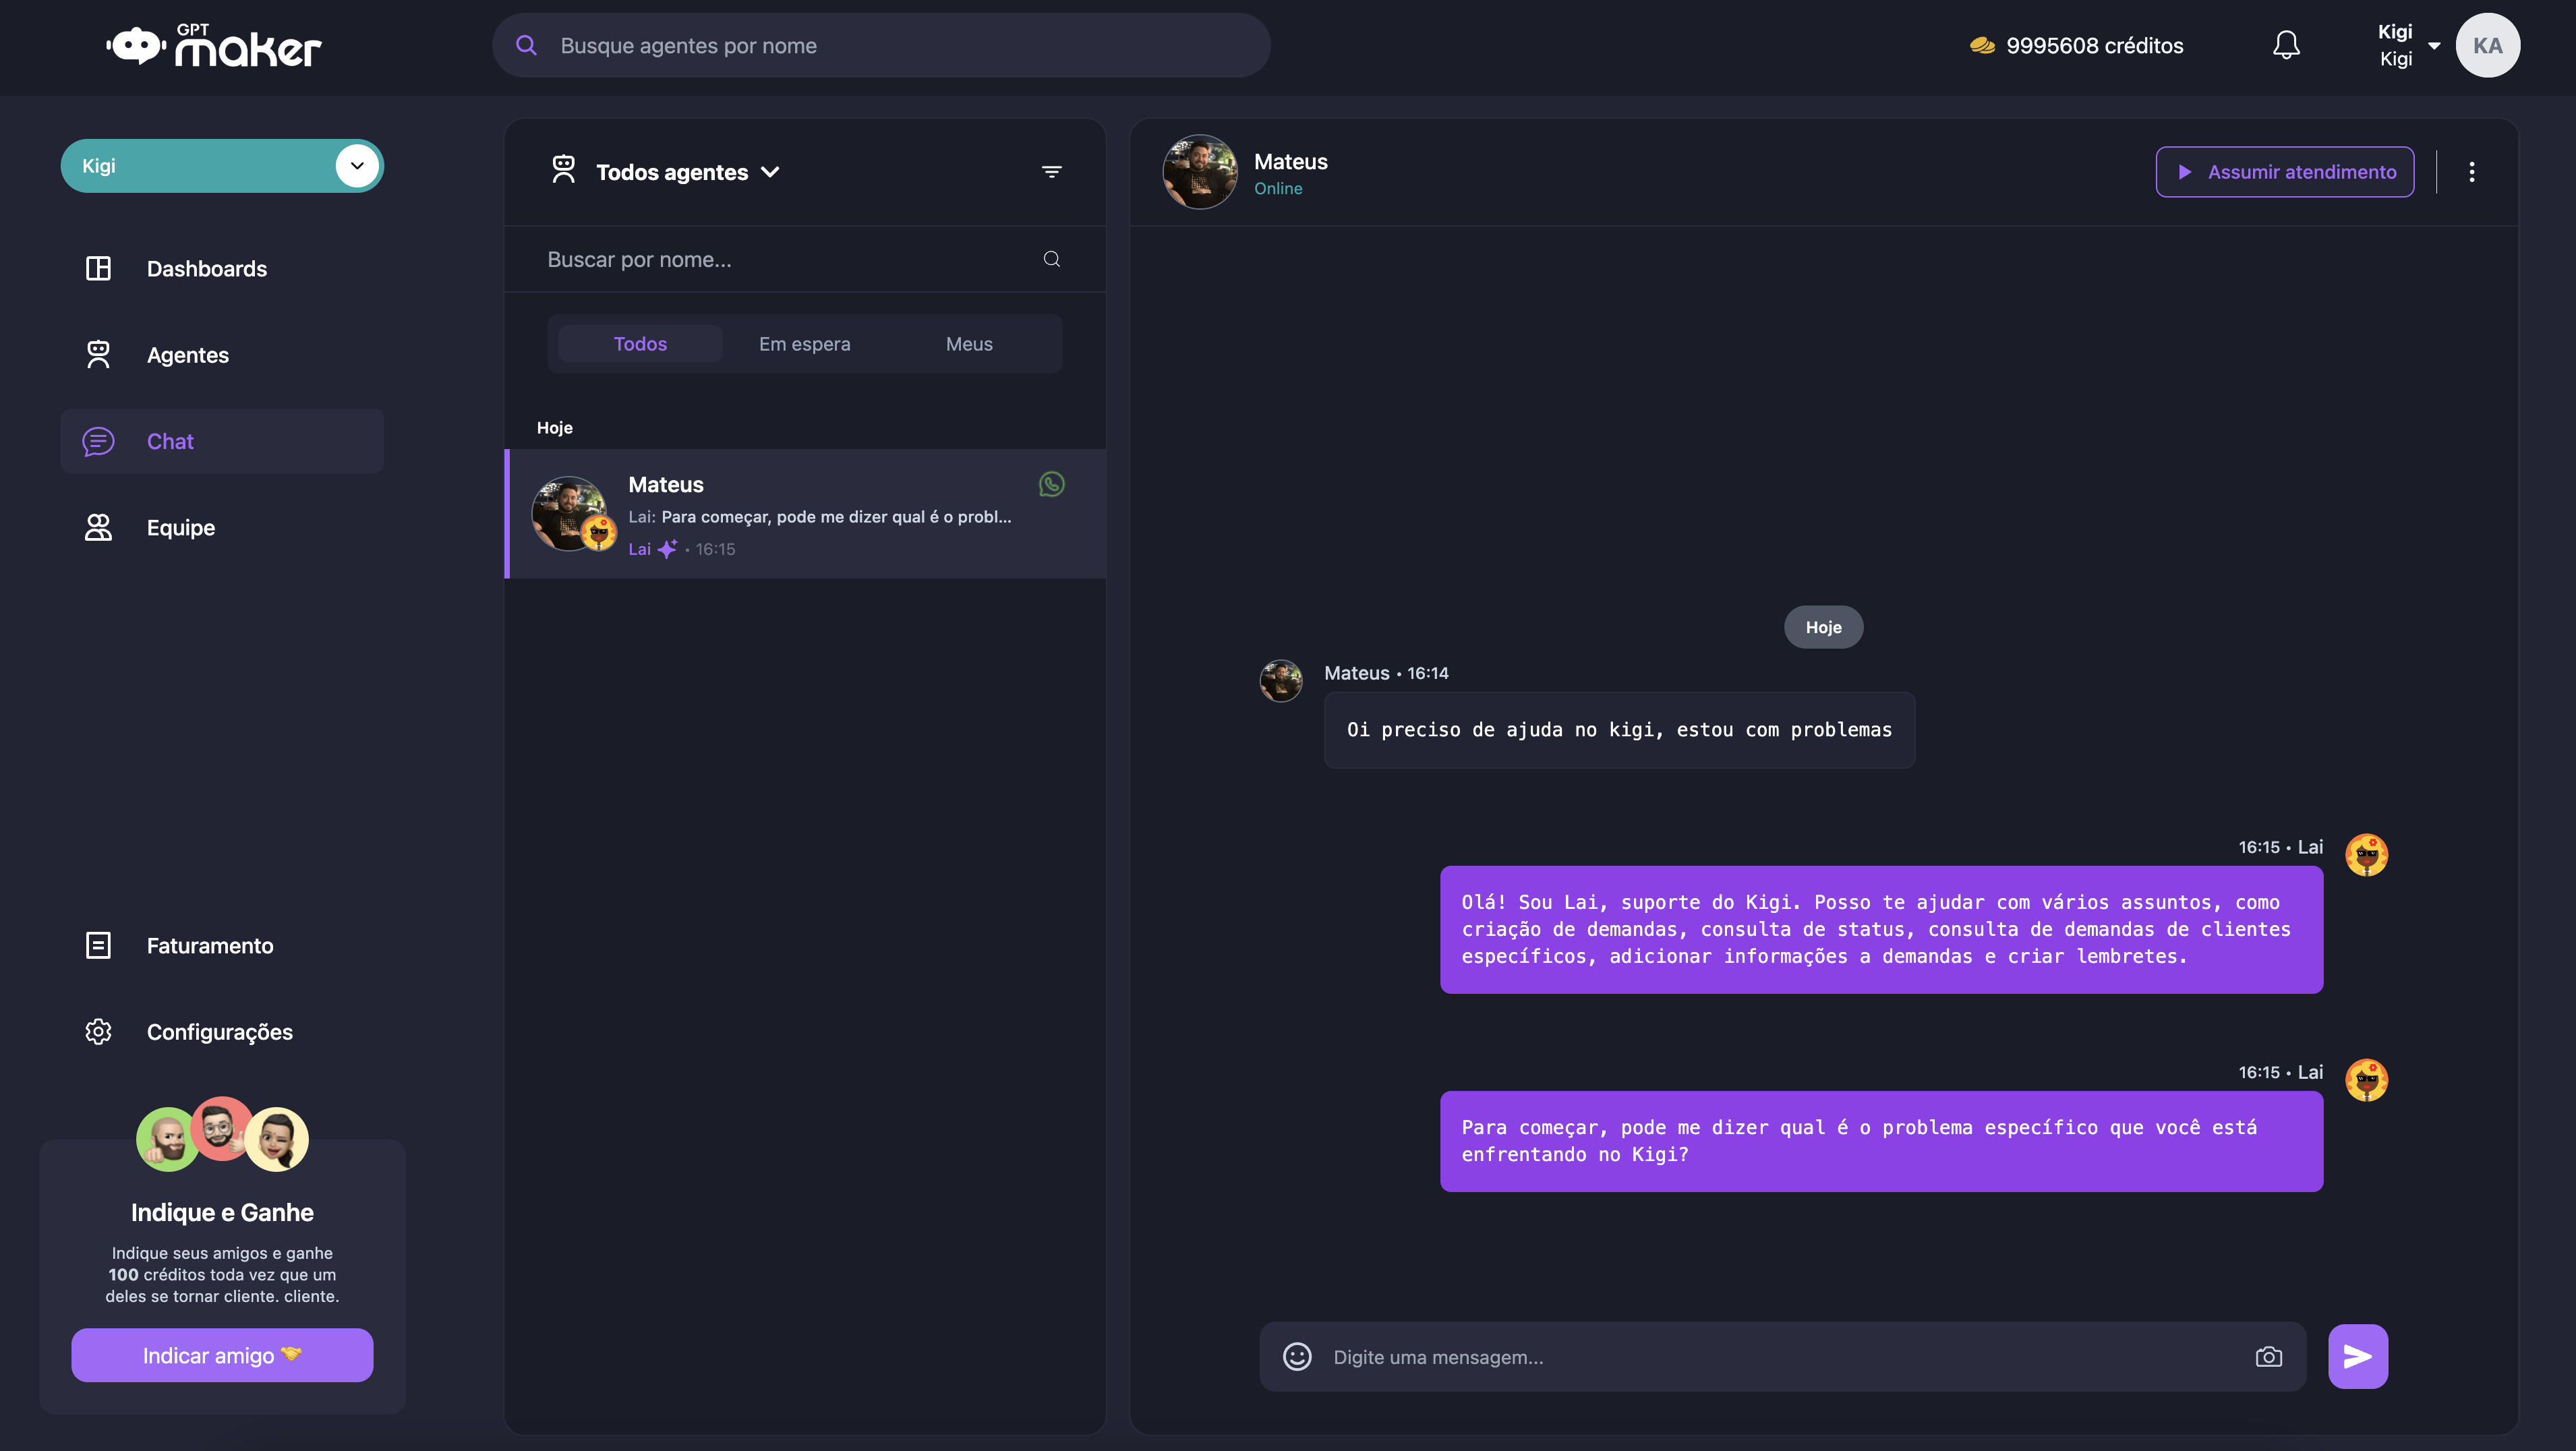 GPT
maker
Busque agentes por nome
9995608 créditos
Kigi
Kigi
KA
Kigi
Dashboards
Agentes
Chat
Equipe
Faturamento
Configurações
Indique e Ganhe
Indique seus amigos e ganhe
100 créditos toda vez que um
deles se tornar cliente. cliente.
Indicar amigo
Todos agentes
Buscar por nome...
Todos
Em espera
Meus
Hoje
Mateus
Lai: Para começar, pode me dizer qual é o probl...
Lai • 16:15
Mateus
Online
Assumir atendimento
Hoje
Mateus • 16:14
Oi preciso de ajuda no kigi, estou com problemas
16:15 • Lai
Olá! Sou Lai, suporte do Kigi. Posso te ajudar com vários assuntos, como
criação de demandas, consulta de status, consulta de demandas de clientes
específicos, adicionar informações a demandas e criar lembretes.
16:15 • Lai
Para começar, pode me dizer qual é o problema específico que você está
enfrentando no Kigi?
Digite uma mensagem...